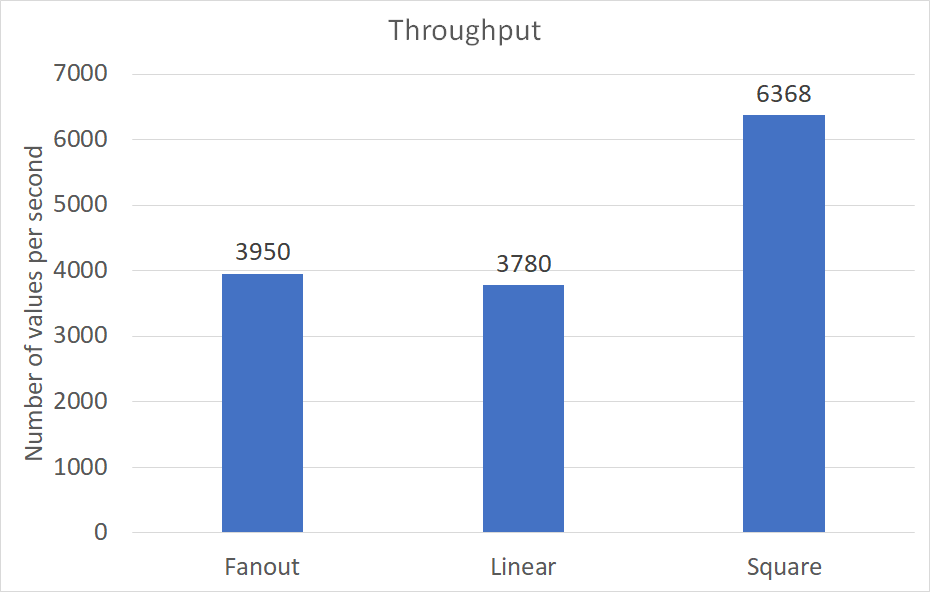 Throughput
Number of values per second
7000
6000
5000
4000
3000
2000
1000
0
3950
3780
6368
Fanout
Linear
Square